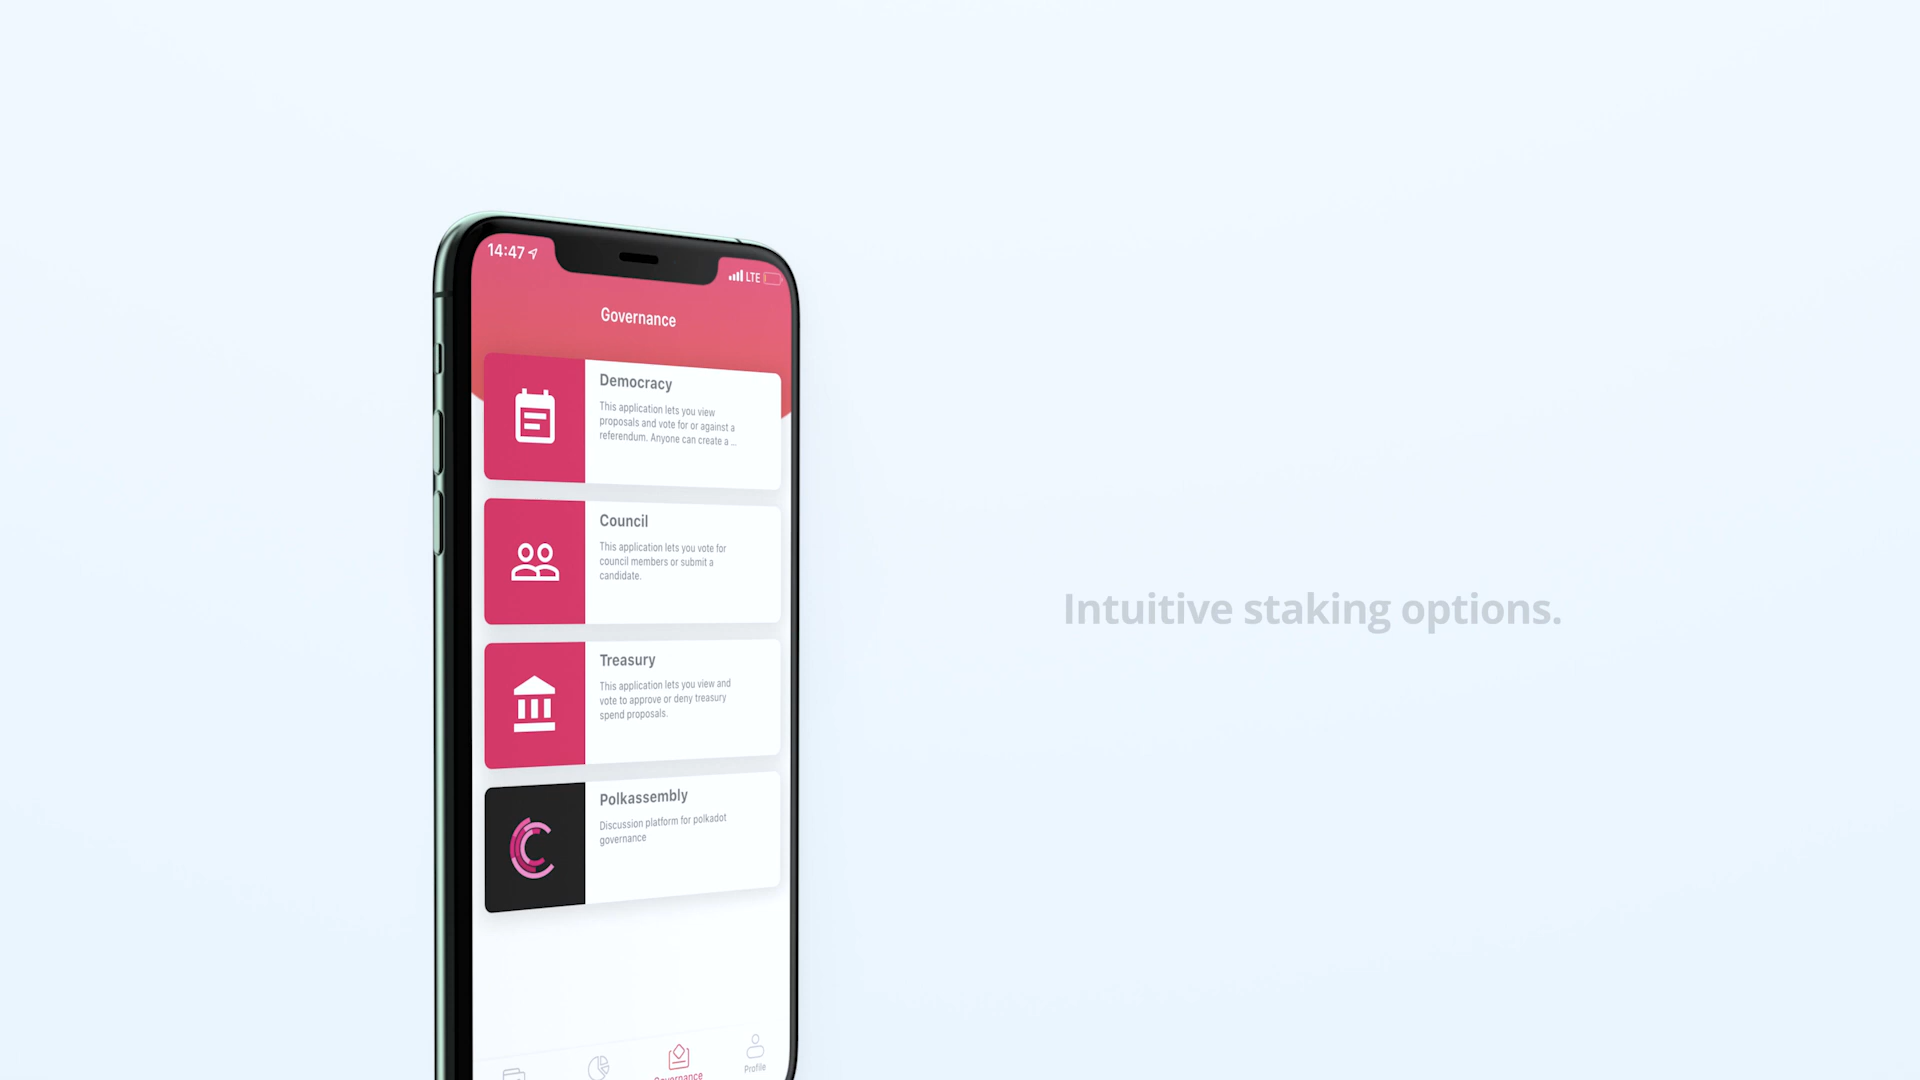 14:47
LTE
Governance
Democracy
This application lets you view
proposals and vote for or against a
referendum. Anyone can create a ...
Council
This application lets you vote for
council members or submit a
candidate.
Treasury
This application lets you view and
vote to approve or deny treasury
spend proposals.
Polkassembly
Discussion platform for polkadot
governance
Governance
Profile
Intuitive staking options.